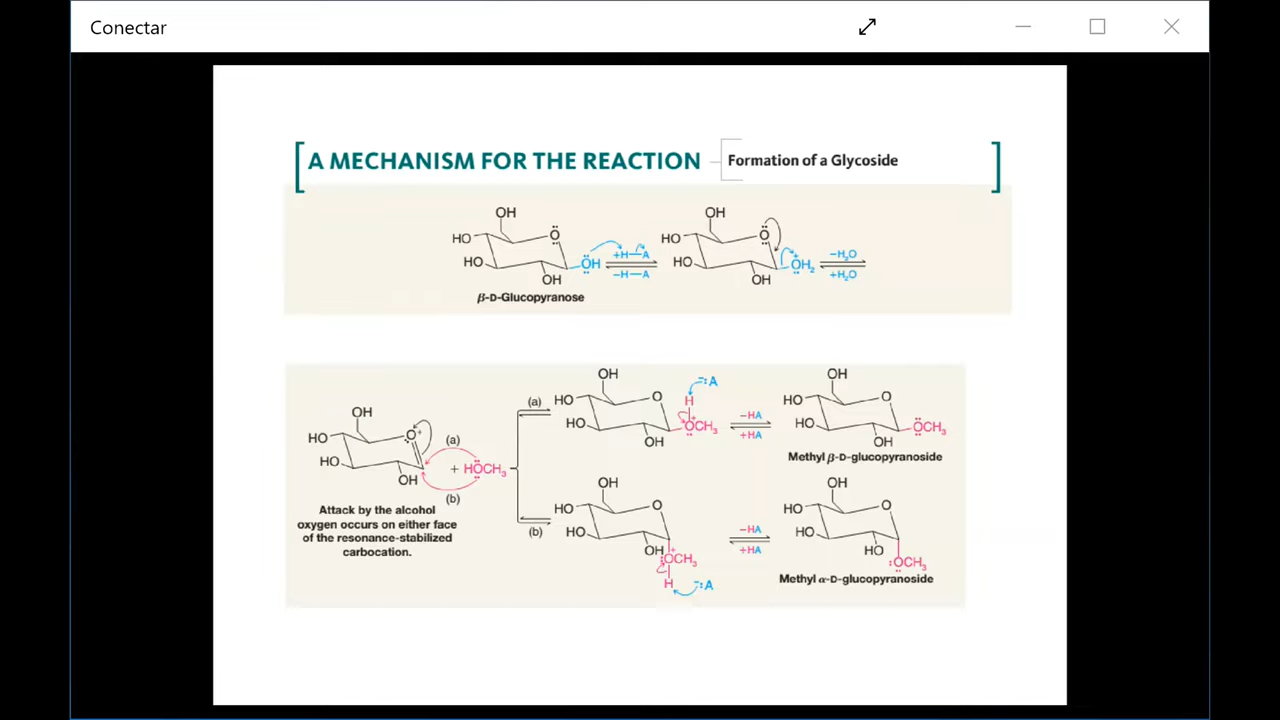 Conectar
A MECHANISM FOR THE REACTION
Formation of a Glycoside
OH
HO
Ö
HO
ÖH
OH
β-D-Glucopyranose
+H—A
−H—A
OH
HO
Ö
HO
ÖH₂
+
OH
−H₂O
+H₂O
OH
HO
O+
HO
OH
(a)
+ HÖCH₃
(b)
Attack by the alcohol
oxygen occurs on either face
of the resonance-stabilized
carbocation.
(a)
OH
HO
O
HO
OH
H
−:A
+
ÖCH₃
−HA
+HA
OH
HO
O
HO
OH
ÖCH₃
Methyl β-D-glucopyranoside
(b)
OH
HO
O
HO
OH
+
:OCH₃
H
−:A
−HA
+HA
OH
HO
O
HO
HO
:OCH₃
Methyl α-D-glucopyranoside